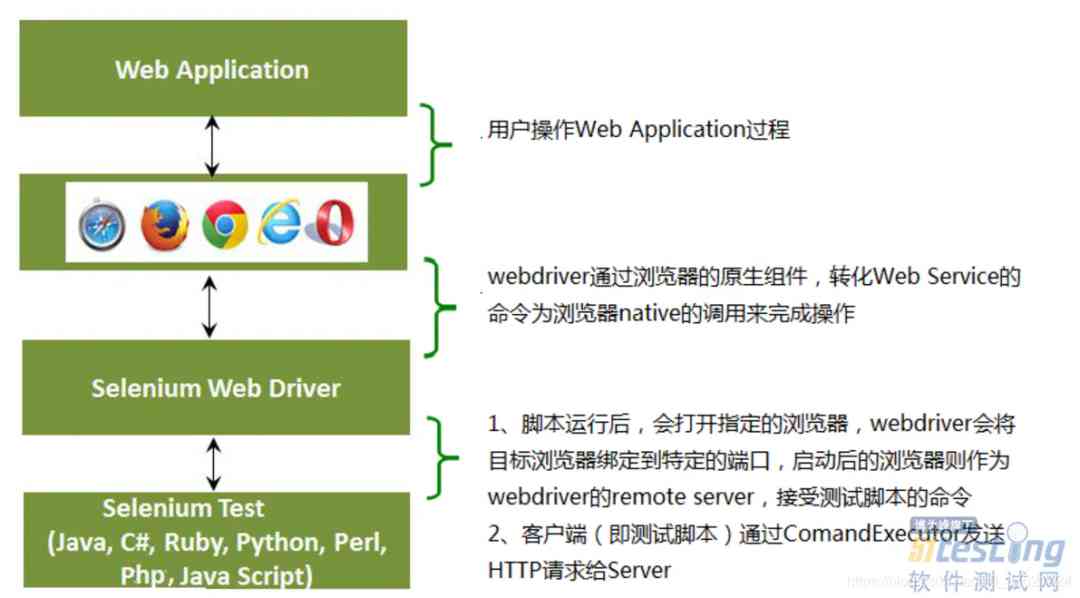 Web Application
用户操作Web Application过程
webdriver通过浏览器的原生组件，转化Web Service的
命令为浏览器native的调用来完成操作
Selenium Web Driver
1、脚本运行后，会打开指定的浏览器，webdriver会将
目标浏览器绑定到特定的端口，启动后的浏览器则作为
webdriver的remote server，接受测试脚本的命令
Selenium Test
(Java, C#, Ruby, Python, Perl,
Php, Java Script)
2、客户端（即测试脚本）通过ComandExecutor发送
HTTP请求给Server
testing
软件测试网